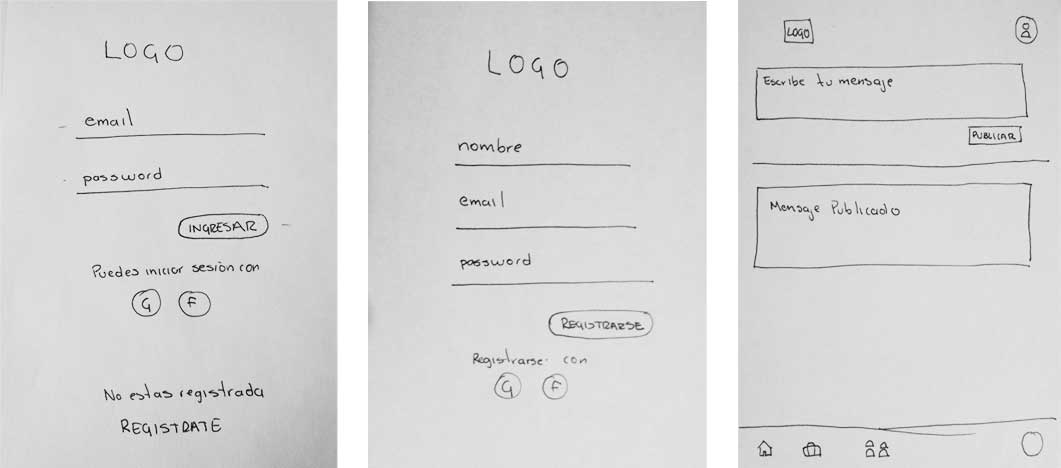 LOGO
email
password
INGRESAR
Puedes iniciar sesión con
G F
No estas registrada
REGISTRATE
LOGO
nombre
email
password
REGISTRARSE
Registrarse con
G F
LOGO
Escribe tu mensaje
PUBLICAR
Mensaje Publicado